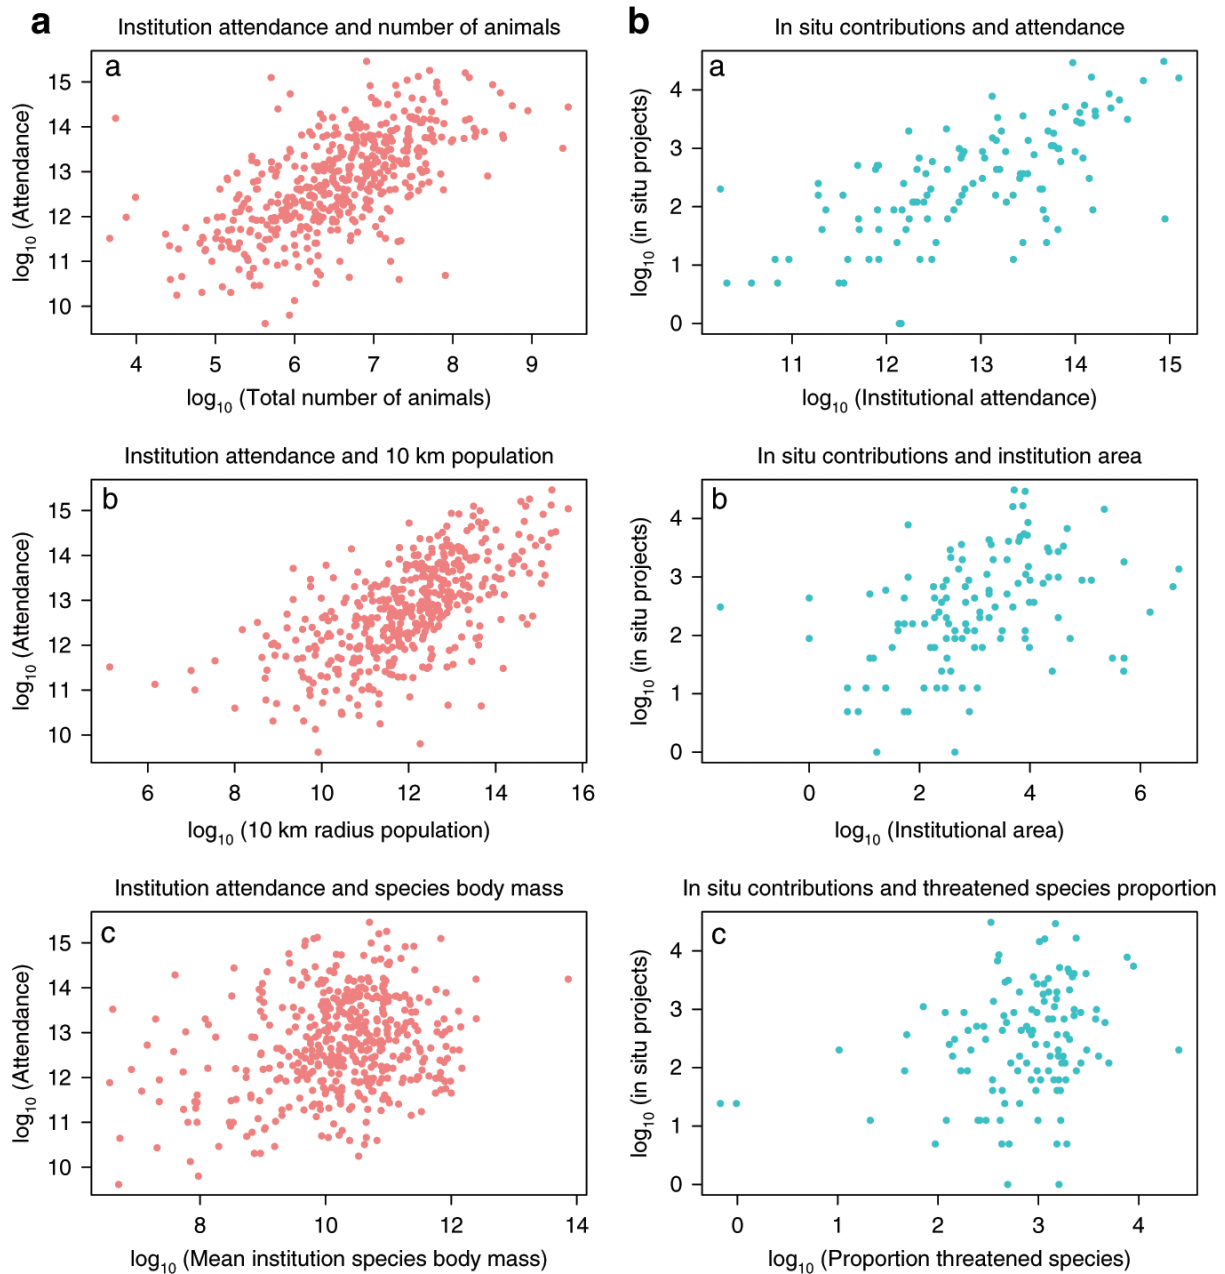 a
Institution attendance and number of animals
a
log10 (Attendance)
15
14
13
12
11
10
4 5 6 7 8 9
log10 (Total number of animals)
Institution attendance and 10 km population
b
log10 (Attendance)
15
14
13
12
11
10
6 8 10 12 14 16
log10 (10 km radius population)
Institution attendance and species body mass
c
log10 (Attendance)
15
14
13
12
11
10
8 10 12 14
log10 (Mean institution species body mass)
b
In situ contributions and attendance
a
log10 (in situ projects)
4
3
2
1
0
11 12 13 14 15
log10 (Institutional attendance)
In situ contributions and institution area
b
log10 (in situ projects)
4
3
2
1
0
0 2 4 6
log10 (Institutional area)
In situ contributions and threatened species proportion
c
log10 (in situ projects)
4
3
2
1
0
0 1 2 3 4
log10 (Proportion threatened species)